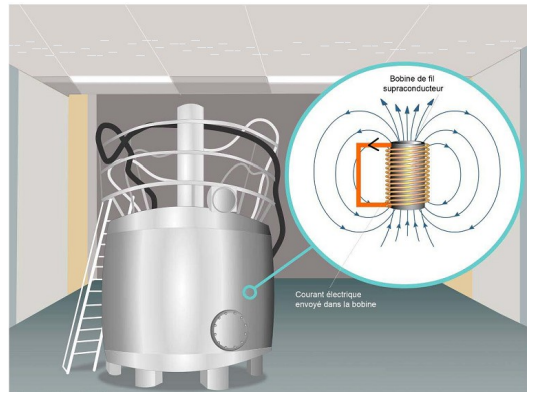 Bobine de fil
supraconducteur
Courant électrique
envoyé dans la bobine